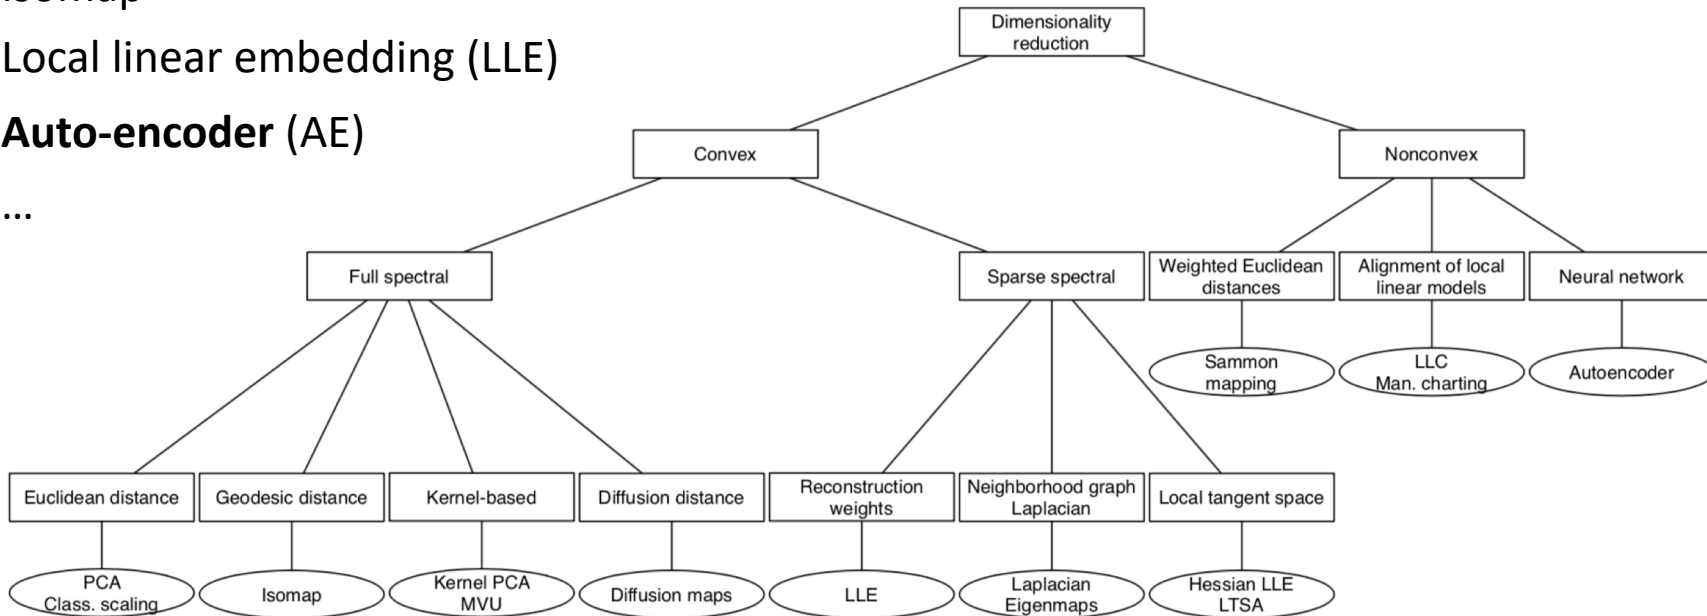 Isomap
Local linear embedding (LLE)
Auto-encoder (AE)
...
Dimensionality
reduction
Convex
Nonconvex
Full spectral
Sparse spectral
Weighted Euclidean
distances
Alignment of local
linear models
Neural network
Sammon
mapping
LLC
Man. charting
Autoencoder
Euclidean distance
Geodesic distance
Kernel-based
Diffusion distance
Reconstruction
weights
Neighborhood graph
Laplacian
Local tangent space
PCA
Class. scaling
Isomap
Kernel PCA
MVU
Diffusion maps
LLE
Laplacian
Eigenmaps
Hessian LLE
LTSA